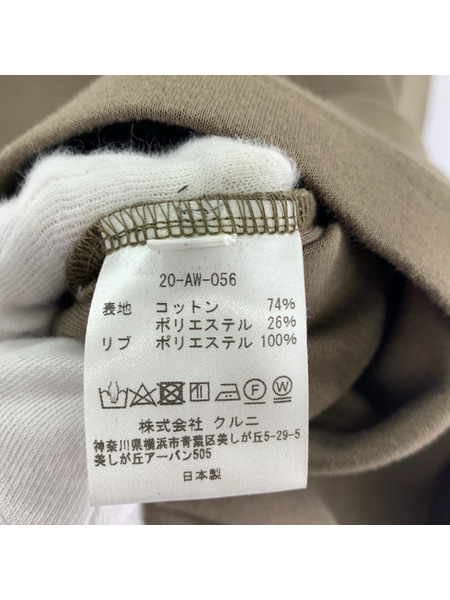 20-AW-056
表地 コットン 74%
ポリエステル 26%
リブ ポリエステル 100%
F W
株式会社 クルニ
神奈川県横浜市青葉区美しが丘5-29-5
美しが丘アーバン505
日本製